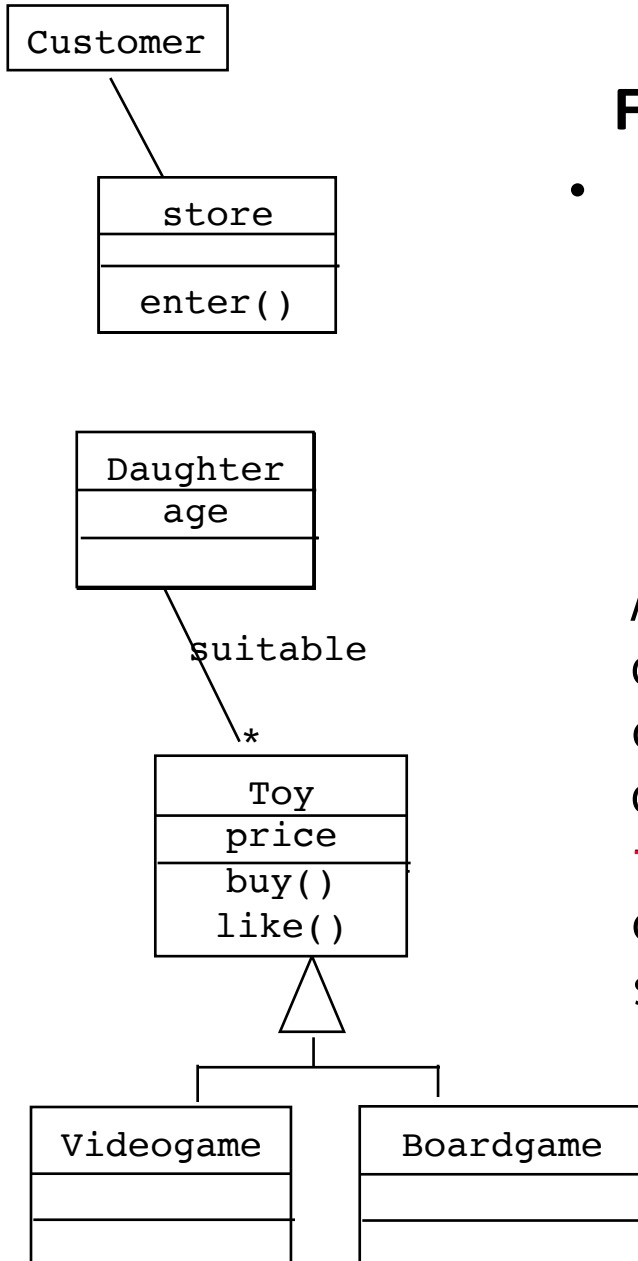 Customer
store
enter()
Daughter
age
suitable
*
Toy
price
buy()
like()
Videogame
Boardgame